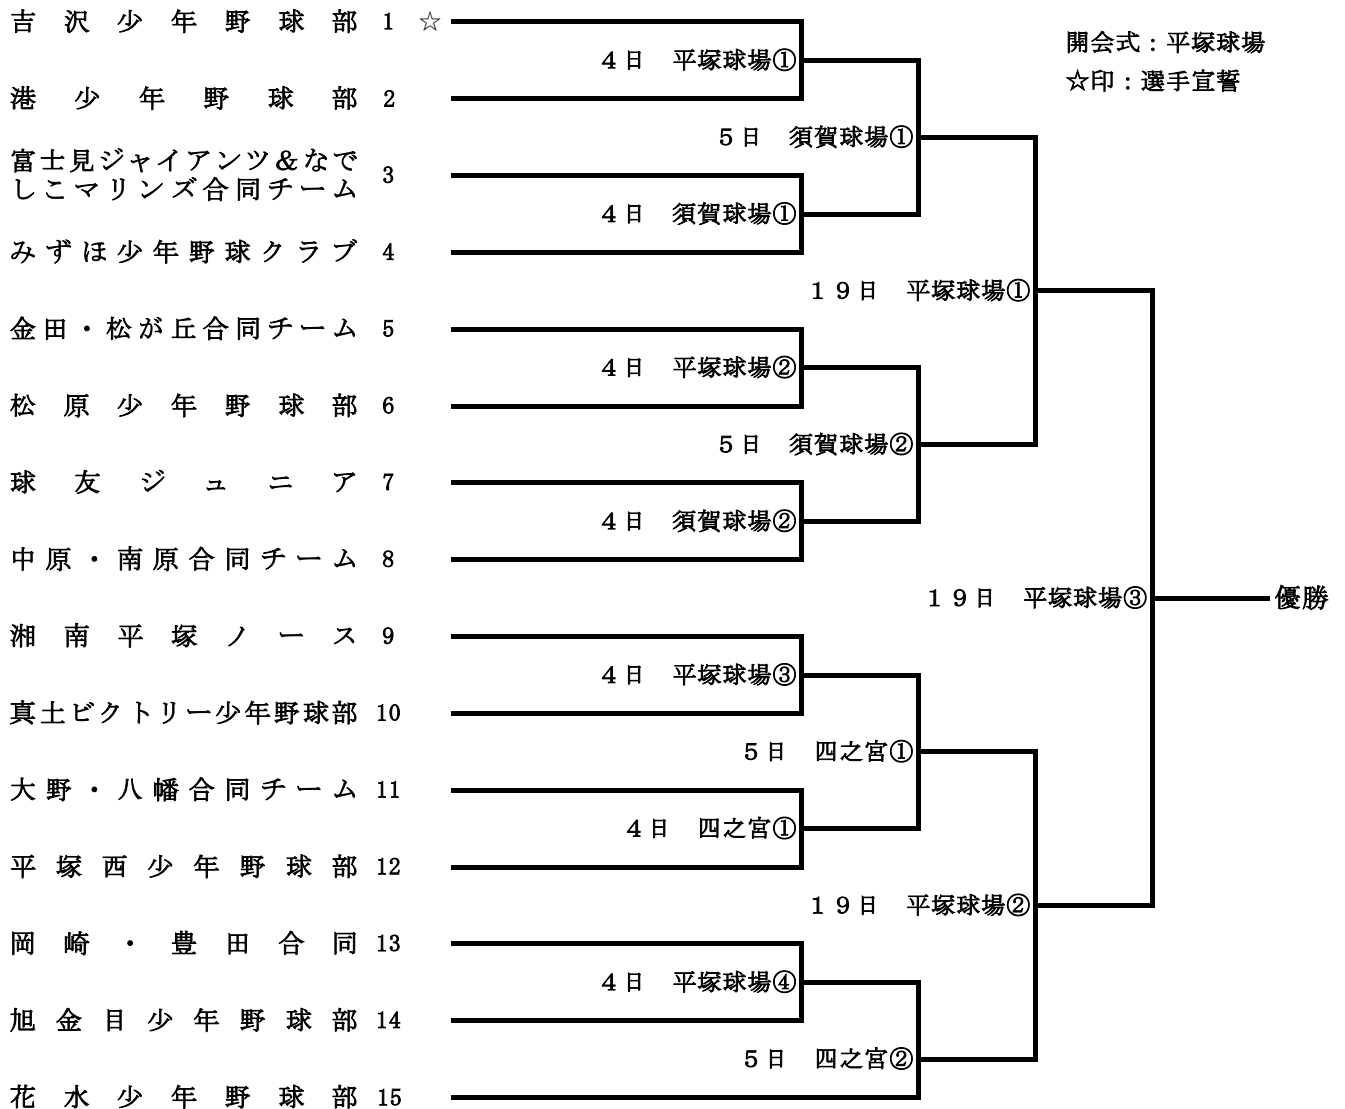 吉沢少年野球部 1 ☆
4日 平塚球場①
開会式：平塚球場
☆印：選手宣誓
港少年野球部 2
5日 須賀球場①
富士見ジャイアンツ＆なで
しこマリンズ合同チーム 3
4日 須賀球場①
みずほ少年野球クラブ 4
19日 平塚球場①
金田・松が丘合同チーム 5
4日 平塚球場②
松原少年野球部 6
5日 須賀球場②
球友ジュニア 7
4日 須賀球場②
中原・南原合同チーム 8
19日 平塚球場③ 優勝
湘南平塚ノース 9
4日 平塚球場③
真土ビクトリー少年野球部 10
5日 四之宮①
大野・八幡合同チーム 11
4日 四之宮①
平塚西少年野球部 12
19日 平塚球場②
岡崎・豊田合同 13
4日 平塚球場④
旭金目少年野球部 14
5日 四之宮②
花水少年野球部 15